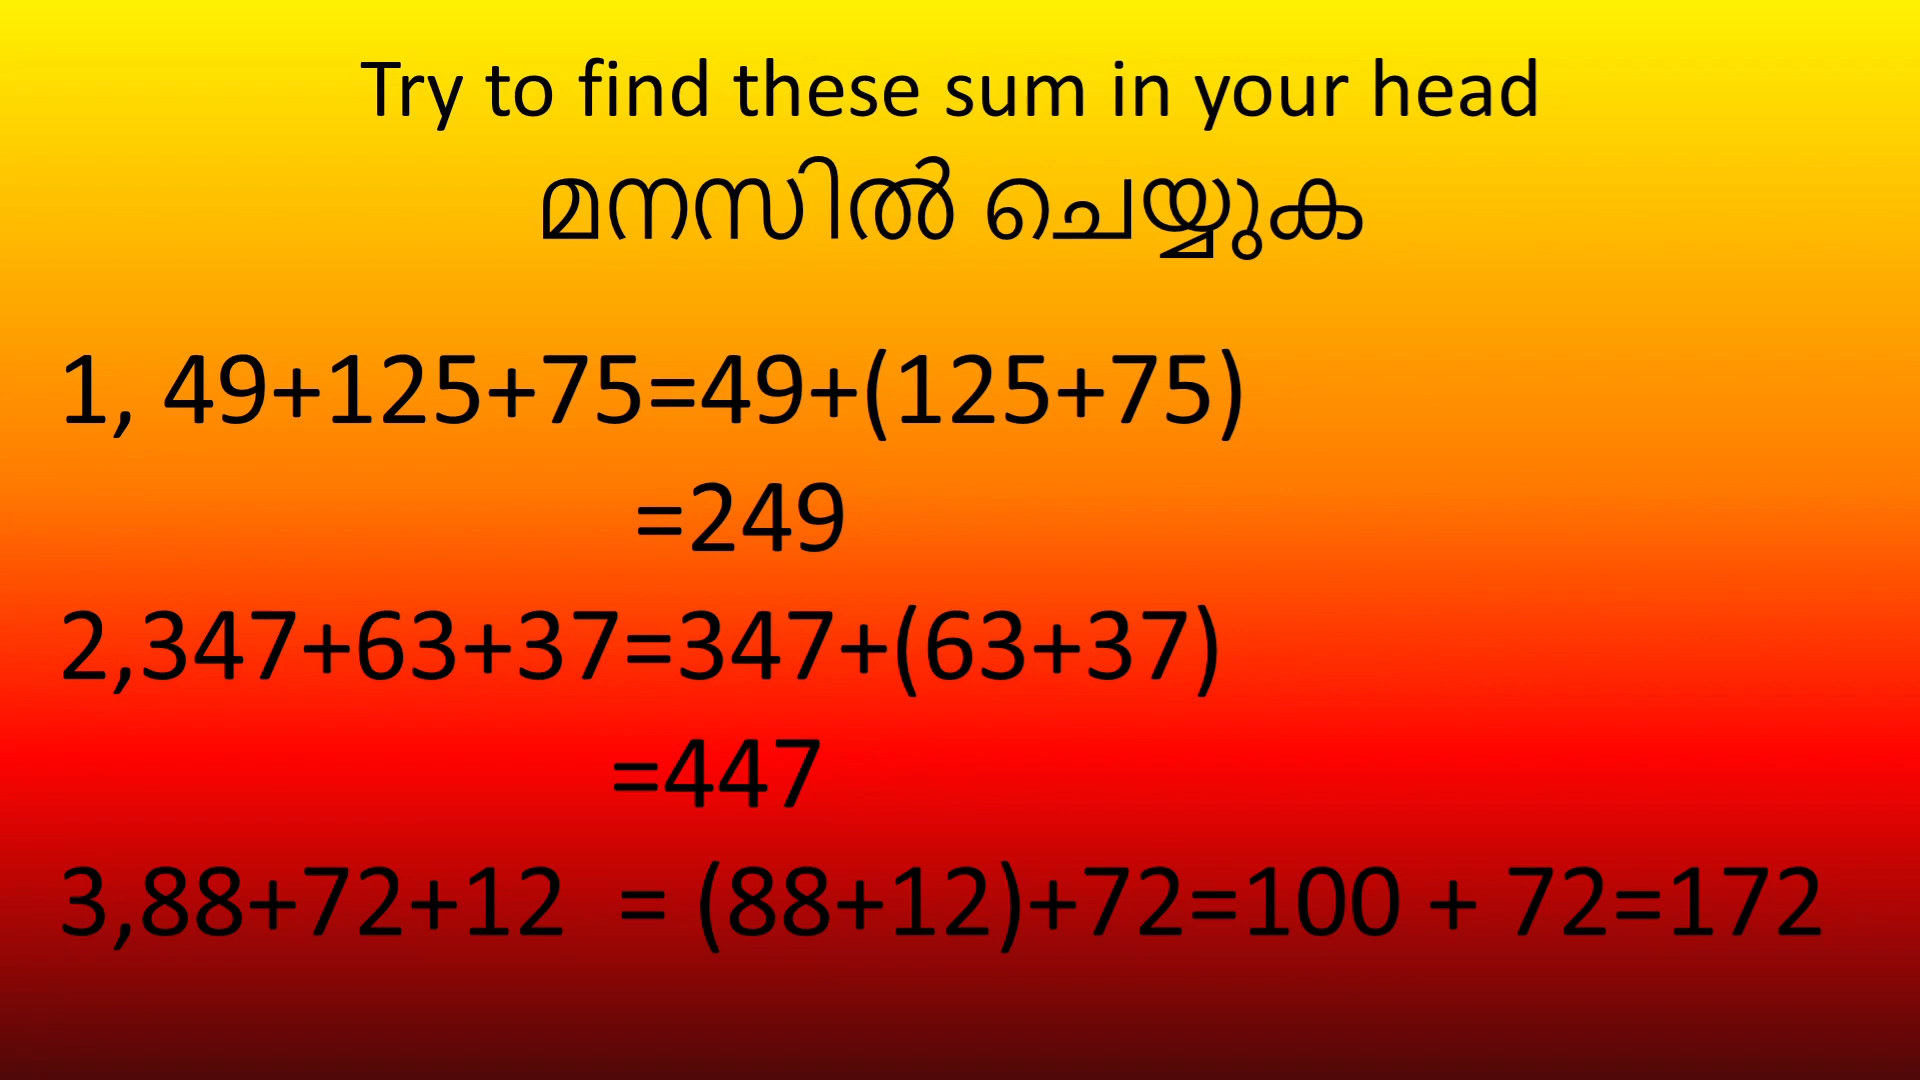 Try to find these sum in your head
മനസിൽ ചെയ്യുക
1, 49+125+75=49+(125+75)
=249
2,347+63+37=347+(63+37)
=447
3,88+72+12 = (88+12)+72=100 + 72=172